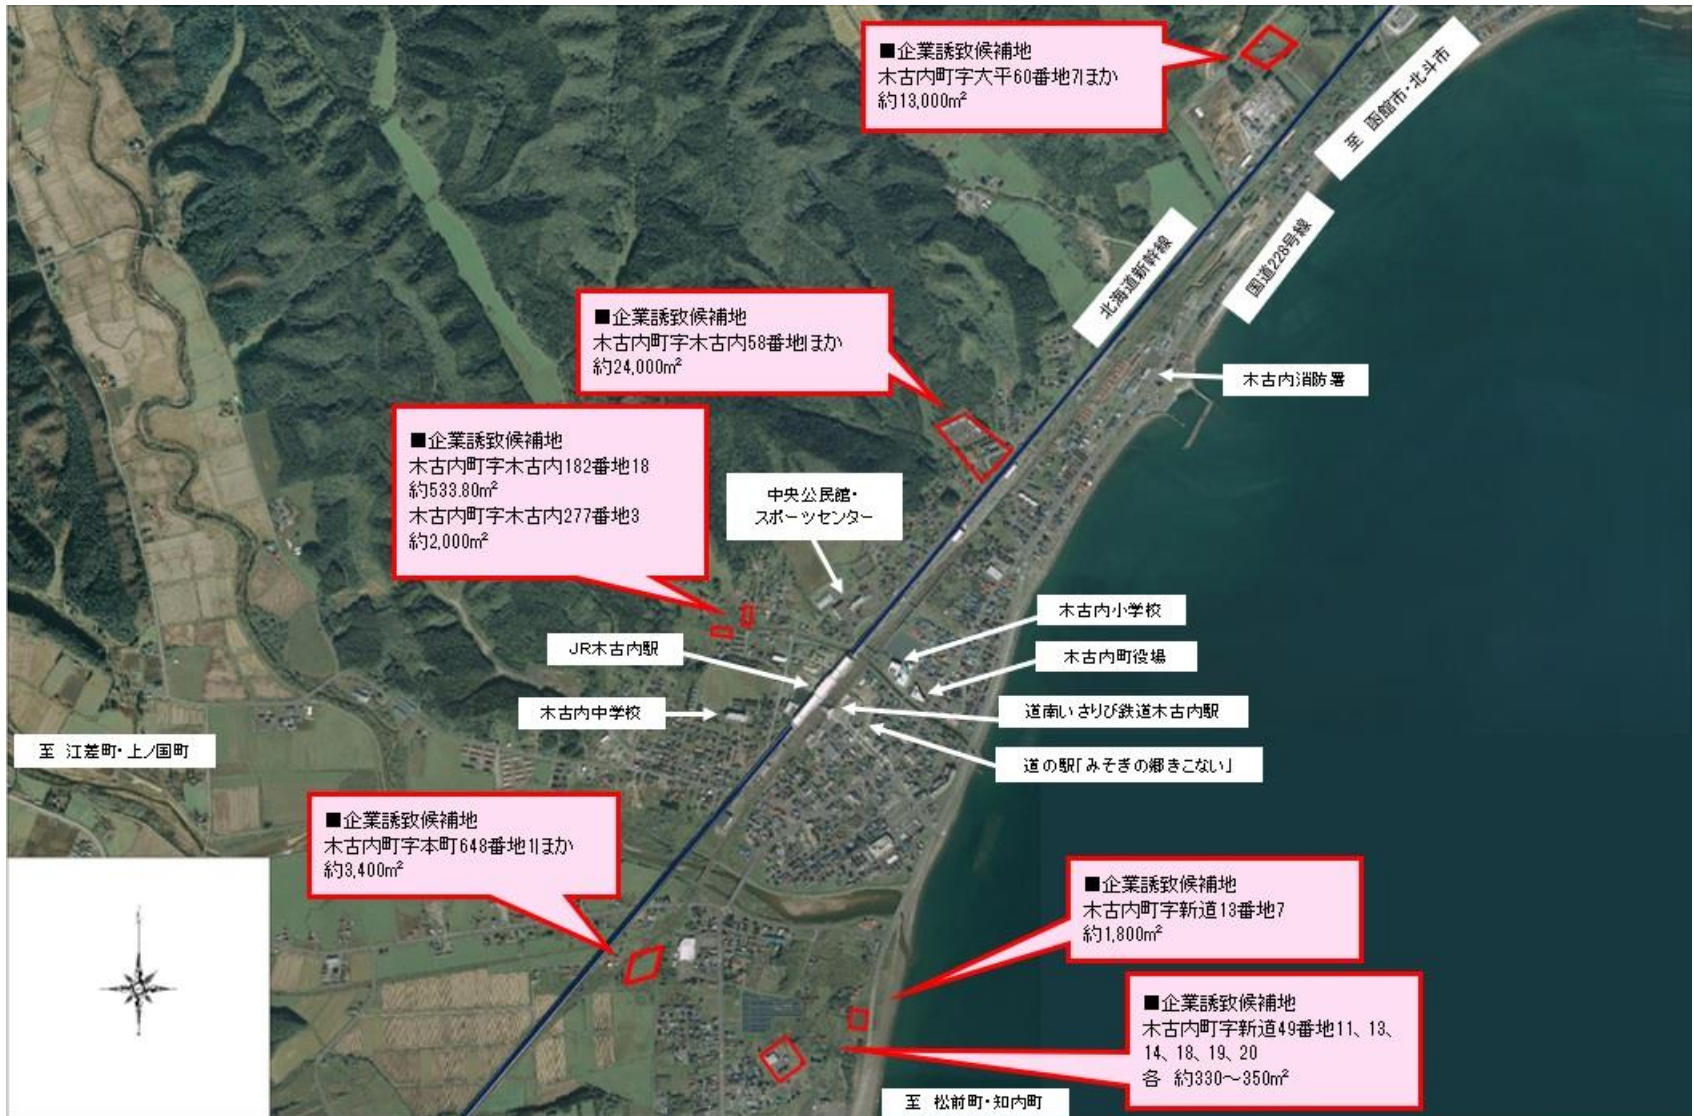 ■企業誘致候補地
木古内町字大平60番地7ほか
約13,000m²
至 函館市・北斗市
国道228号線
北海道新幹線
■企業誘致候補地
木古内町字木古内58番地ほか
約24,000m²
木古内消防署
■企業誘致候補地
木古内町字木古内182番地18
約533.80m²
木古内町字木古内277番地3
約2,000m²
中央公民館・
スポーツセンター
木古内小学校
JR木古内駅
木古内町役場
木古内中学校
道南いさりび鉄道木古内駅
至 江差町・上ノ国町
道の駅「みそぎの郷きこない」
■企業誘致候補地
木古内町字本町648番地1ほか
約3,400m²
■企業誘致候補地
木古内町字新道13番地7
約1,800m²
■企業誘致候補地
木古内町字新道49番地11、13、
14、18、19、20
各 約330～350m²
至 松前町・知内町